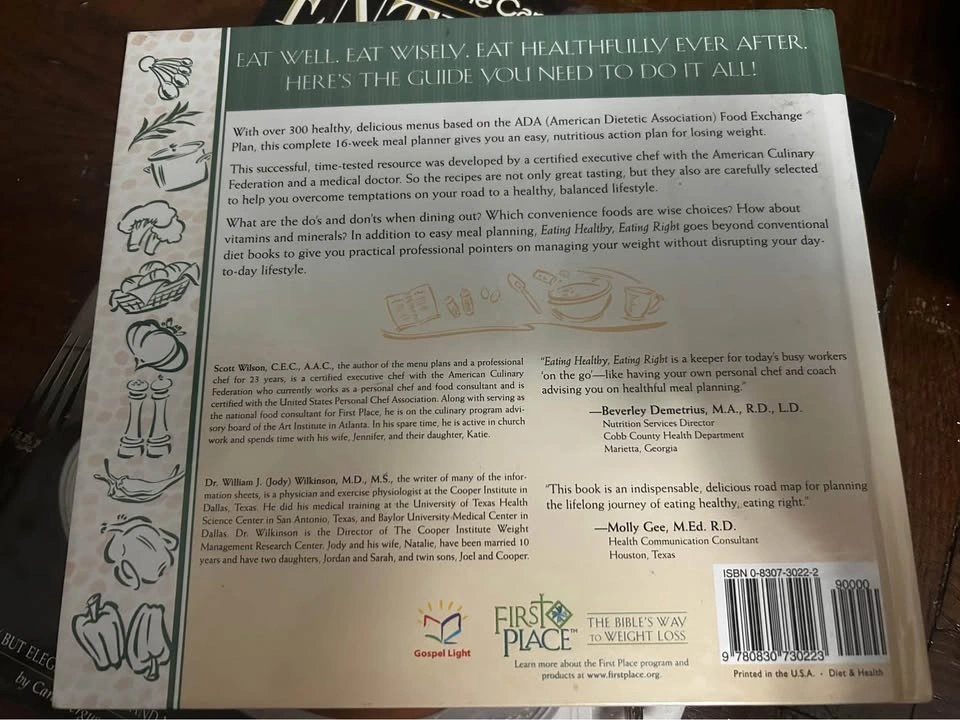 EAT WELL. EAT WISELY. EAT HEALTHFULLY EVER AFTER.
HERE'S THE GUIDE YOU NEED TO DO IT ALL!
With over 300 healthy, delicious menus based on the ADA (American Dietetic Association) Food Exchange
Plan, this complete 16-week meal planner gives you an easy, nutritious action plan for losing weight.
This successful, time-tested resource was developed by a certified executive chef with the American Culinary
Federation and a medical doctor. So the recipes are not only great tasting, but they also are carefully selected
to help you overcome temptations on your road to a healthy, balanced lifestyle.
What are the do's and don'ts when dining out? Which convenience foods are wise choices? How about
vitamins and minerals? In addition to easy meal planning, Eating Healthy, Eating Right goes beyond conventional
diet books to give you practical professional pointers on managing your weight without disrupting your day-
to-day lifestyle.
Scott Wilson, C.E.C., A.A.C., the author of the menu plans and a professional
chef for 23 years, is a certified executive chef with the American Culinary
Federation who currently works as a personal chef and food consultant and is
certified with the United States Personal Chef Association. Along with serving as
the national food consultant for First Place, he is on the culinary program advi-
sory board of the Art Institute in Atlanta. In his spare time, he is active in church
work and spends time with his wife, Jennifer, and their daughter, Katie.
Dr. William J. (Jody) Wilkinson, M.D., M.S., the writer of many of the infor-
mation sheets, is a physician and exercise physiologist at the Cooper Institute in
Dallas, Texas. He did his medical training at the University of Texas Health
Science Center in San Antonio, Texas, and Baylor University Medical Center in
Dallas. Dr. Wilkinson is the Director of The Cooper Institute Weight
Management Research Center. Jody and his wife, Natalie, have been married 10
years and have two daughters, Jordan and Sarah, and twin sons, Joel and Cooper.
"Eating Healthy, Eating Right is a keeper for today's busy workers
'on the go'—like having your own personal chef and coach
advising you on healthful meal planning."
—Beverley Demetrius, M.A., R.D., L.D.
Nutrition Services Director
Cobb County Health Department
Marietta, Georgia
"This book is an indispensable, delicious road map for planning
the lifelong journey of eating healthy, eating right."
—Molly Gee, M.Ed. R.D.
Health Communication Consultant
Houston, Texas
Gospel Light
FIRST
PLACE™
THE BIBLE'S WAY
TO WEIGHT LOSS
Learn more about the First Place program and
products at www.firstplace.org.
ISBN 0-8307-3022-2
90000
9 780830 730223
Printed in the U.S.A. • Diet & Health
BUT ELEG
by Car